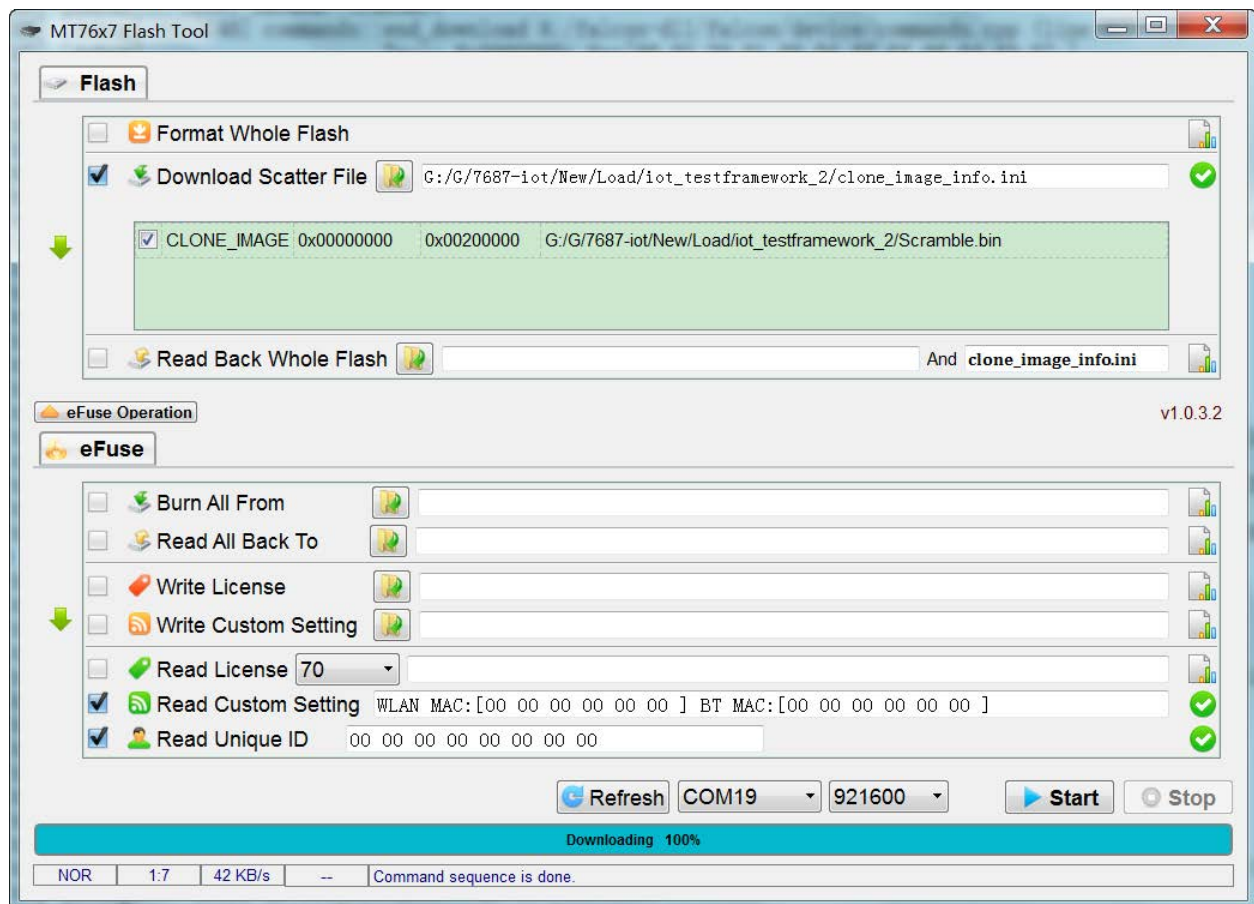 MT76x7 Flash Tool
Flash
Format Whole Flash
Download Scatter File G:/G/7687-iot/New/Load/iot_testframework_2/clone_image_info.ini
CLONE_IMAGE 0x00000000 0x00200000 G:/G/7687-iot/New/Load/iot_testframework_2/Scramble.bin
Read Back Whole Flash And clone_image_info.ini
eFuse Operation v1.0.3.2
eFuse
Burn All From
Read All Back To
Write License
Write Custom Setting
Read License 70
Read Custom Setting WLAN MAC:[00 00 00 00 00 00 ] BT MAC:[00 00 00 00 00 00 ]
Read Unique ID 00 00 00 00 00 00 00 00
Refresh COM19 921600 Start Stop
Downloading 100%
NOR 1:7 42 KB/s -- Command sequence is done.